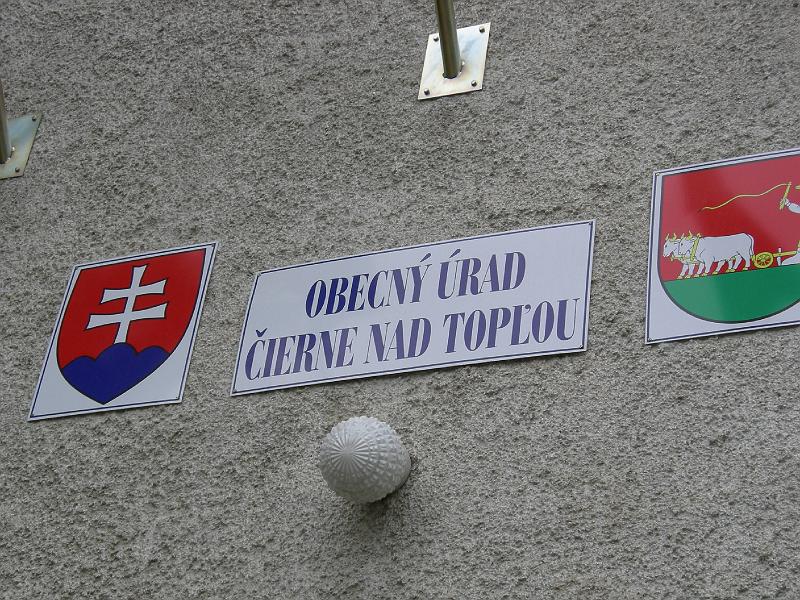 OBECNÝ ÚRAD
ČIERNE NAD TOPĽOU